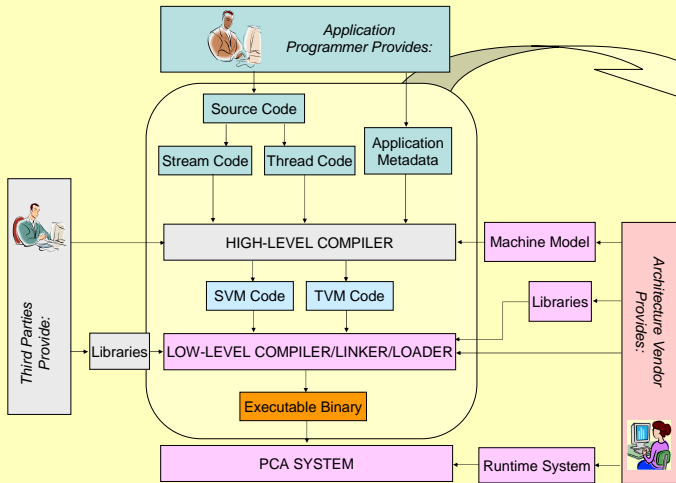 Application
Programmer Provides:
Source Code
Stream Code
Thread Code
Application
Metadata
HIGH-LEVEL COMPILER
Machine Model
SVM Code
TVM Code
Libraries
Third Parties
Provide:
Libraries
LOW-LEVEL COMPILER/LINKER/LOADER
Architecture Vendor
Provides:
Executable Binary
PCA SYSTEM
Runtime System